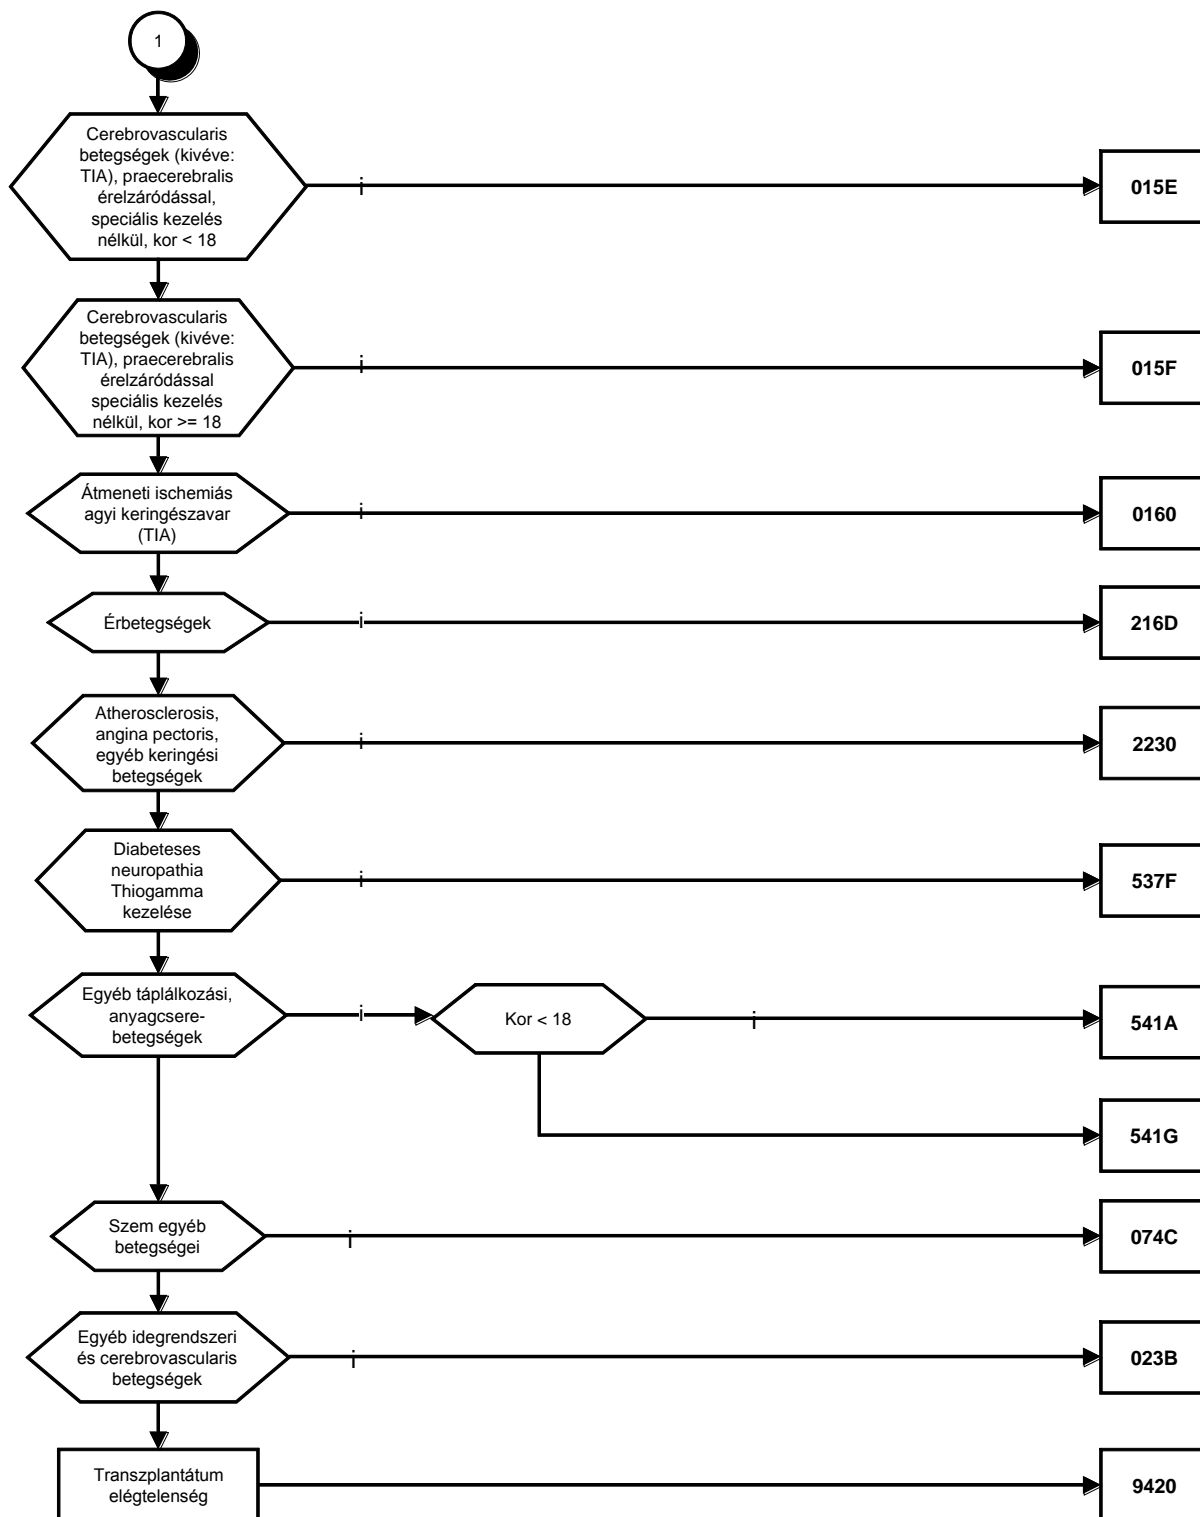 1
Cerebrovascularis
betegségek (kivéve:
TIA), praecerebralis
érelzáródással,
speciális kezelés
nélkül, kor < 18
i
015E
Cerebrovascularis
betegségek (kivéve:
TIA), praecerebralis
érelzáródással
speciális kezelés
nélkül, kor >= 18
i
015F
Átmeneti ischemiás
agyi keringészavar
(TIA)
i
0160
Érbetegségek
i
216D
Atherosclerosis,
angina pectoris,
egyéb keringési
betegségek
i
2230
Diabeteses
neuropathia
Thiogamma
kezelése
i
537F
Egyéb táplálkozási,
anyagcsere-
betegségek
i
Kor < 18
i
541A
541G
Szem egyéb
betegségei
i
074C
Egyéb idegrendszeri
és cerebrovascularis
betegségek
i
023B
Transzplantátum
elégtelenség
9420